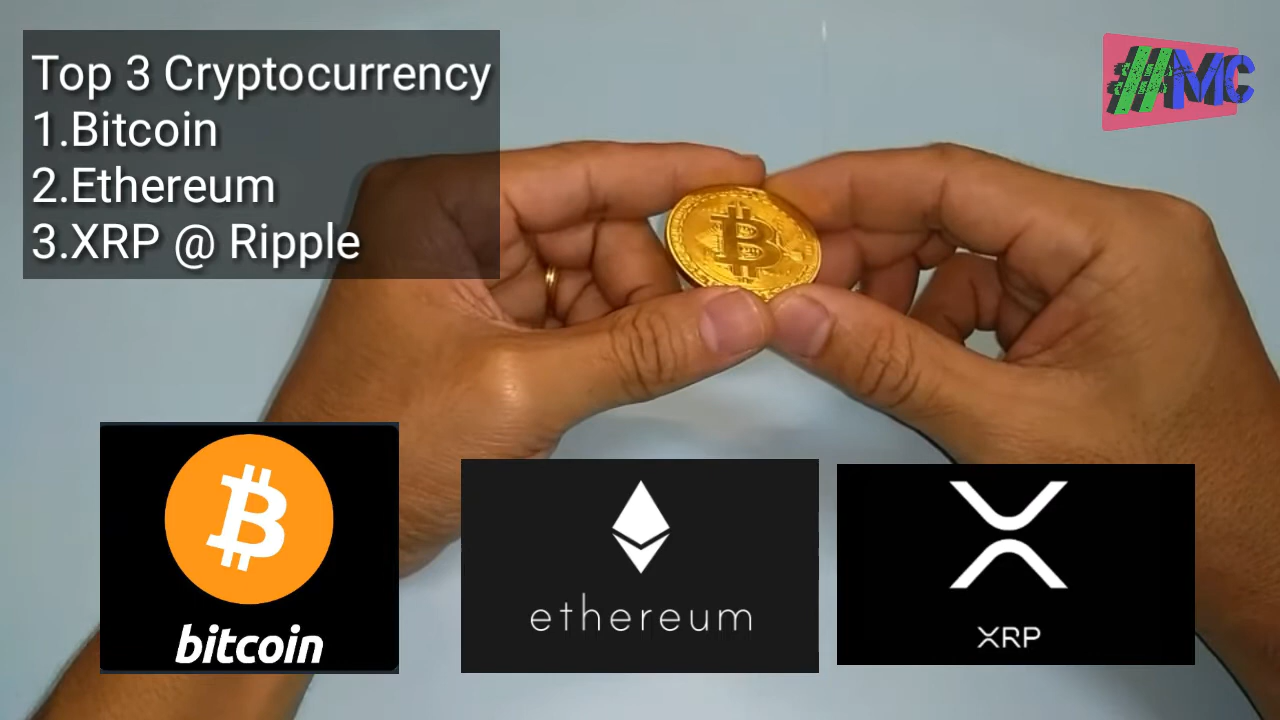 Top 3 Cryptocurrency
1.Bitcoin
2.Ethereum
3.XRP @ Ripple
#MC
bitcoin
ethereum
XRP